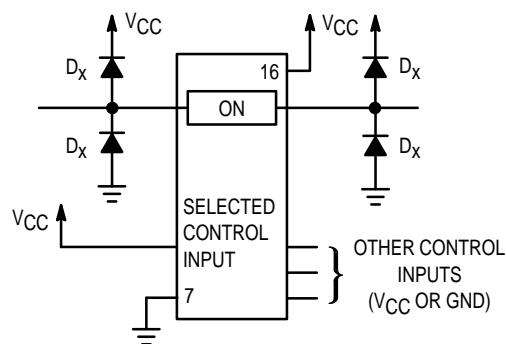 VCC
VCC
16
Dx
Dx
ON
Dx
Dx
VCC
SELECTED
CONTROL
INPUT
OTHER CONTROL
INPUTS
(VCC OR GND)
7